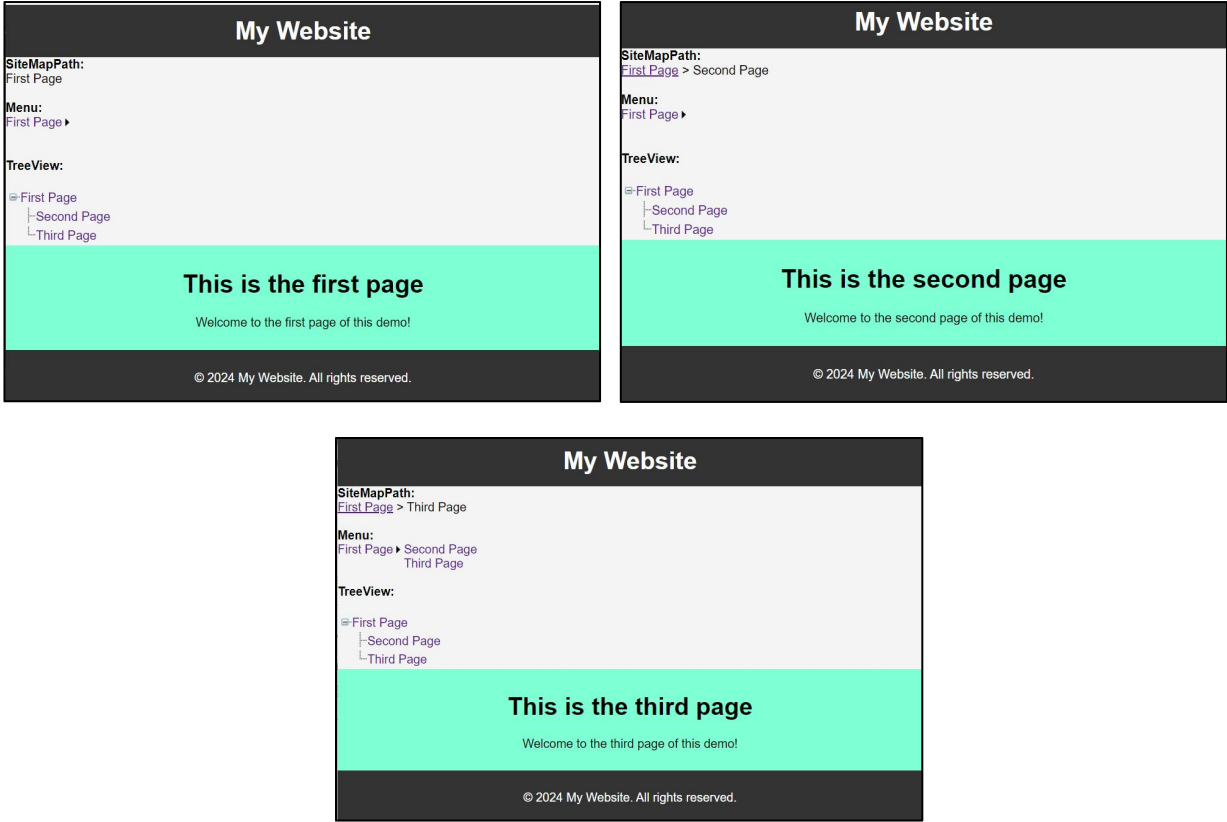 My Website
SiteMapPath:
First Page
Menu:
First Page
TreeView:
First Page
Second Page
Third Page
This is the first page
Welcome to the first page of this demo!
© 2024 My Website. All rights reserved.
My Website
SiteMapPath:
First Page > Second Page
Menu:
First Page
TreeView:
First Page
Second Page
Third Page
This is the second page
Welcome to the second page of this demo!
© 2024 My Website. All rights reserved.
My Website
SiteMapPath:
First Page > Third Page
Menu:
First Page Second Page
Third Page
TreeView:
First Page
Second Page
Third Page
This is the third page
Welcome to the third page of this demo!
© 2024 My Website. All rights reserved.